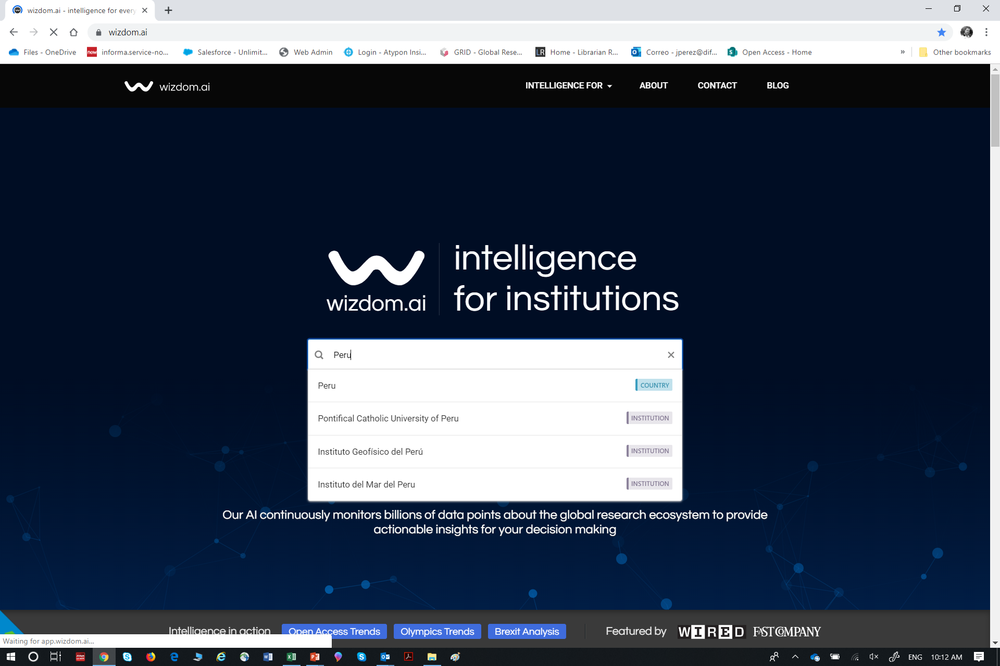 wizdom.ai - intelligence for every
wizdom.ai
Files - OneDrive
now
informa.service-no...
Salesforce - Unlimit...
Web Admin
Login - Atypon Insi...
GRID - Global Rese...
LR
Home - Librarian R...
Correo - jperez@dif...
Open Access - Home
»
Other bookmarks
wizdom.ai
INTELLIGENCE FOR
ABOUT
CONTACT
BLOG
wizdom.ai
intelligence
for institutions
Peru
Peru
COUNTRY
Pontifical Catholic University of Peru
INSTITUTION
Instituto Geofísico del Perú
INSTITUTION
Instituto del Mar del Peru
INSTITUTION
Our AI continuously monitors billions of data points about the global research ecosystem to provide
actionable insights for your decision making
Intelligence in action
Open Access Trends
Olympics Trends
Brexit Analysis
Featured by
WIRED
FAST COMPANY
Waiting for app.wizdom.ai...
ENG
10:12 AM